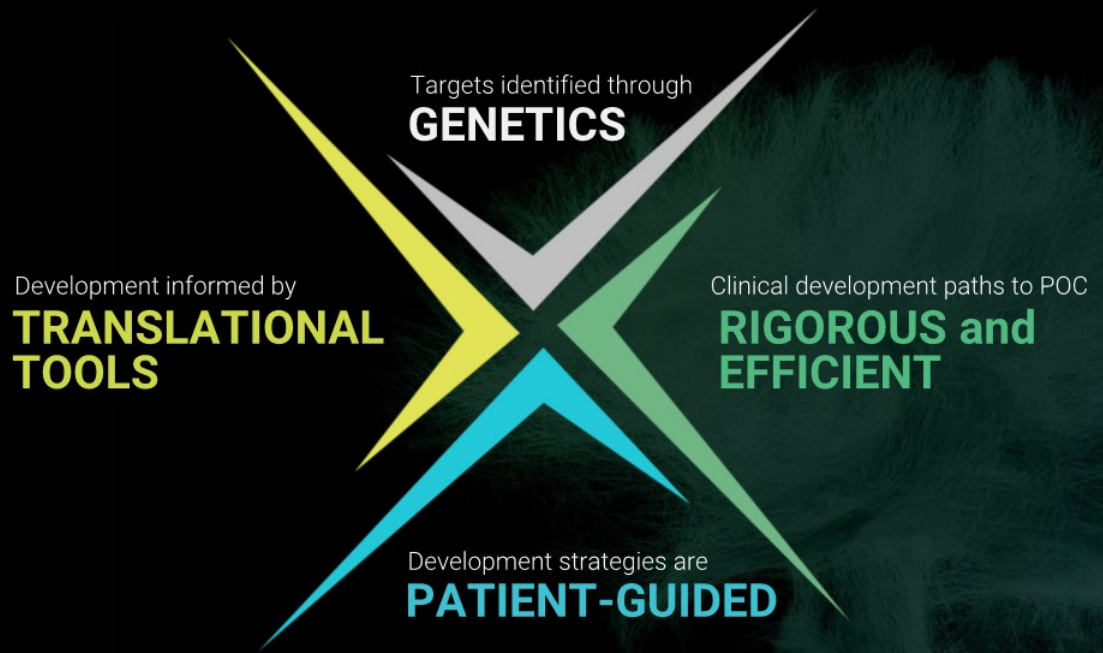 Targets identified through
GENETICS
Development informed by
TRANSLATIONAL
TOOLS
Clinical development paths to POC
RIGOROUS and
EFFICIENT
Development strategies are
PATIENT-GUIDED